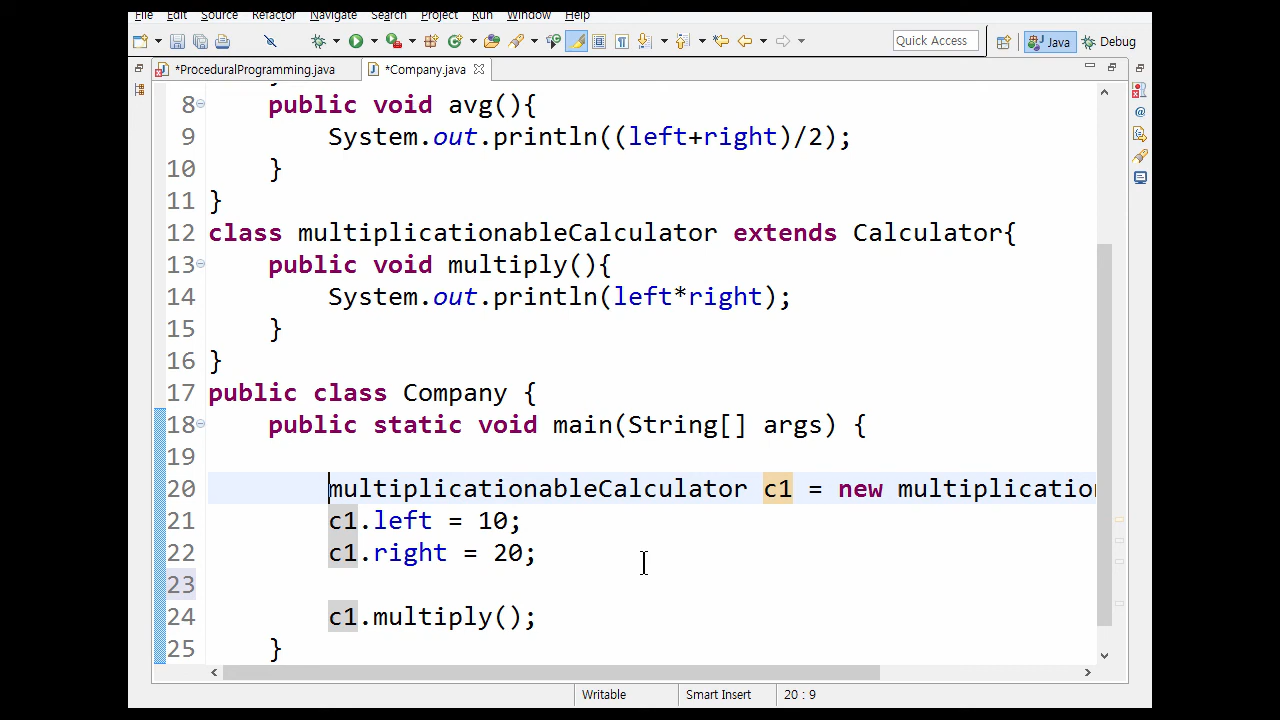 File Edit Source Refactor Navigate Search Project Run Window Help
Quick Access
Java
Debug
*ProceduralProgramming.java
*Company.java
8 public void avg(){
9 System.out.println((left+right)/2);
10 }
11 }
12 class multiplicationableCalculator extends Calculator{
13 public void multiply(){
14 System.out.println(left*right);
15 }
16 }
17 public class Company {
18 public static void main(String[] args) {
19
20 multiplicationableCalculator c1 = new multiplication
21 c1.left = 10;
22 c1.right = 20;
23
24 c1.multiply();
25 }
Writable
Smart Insert
20 : 9